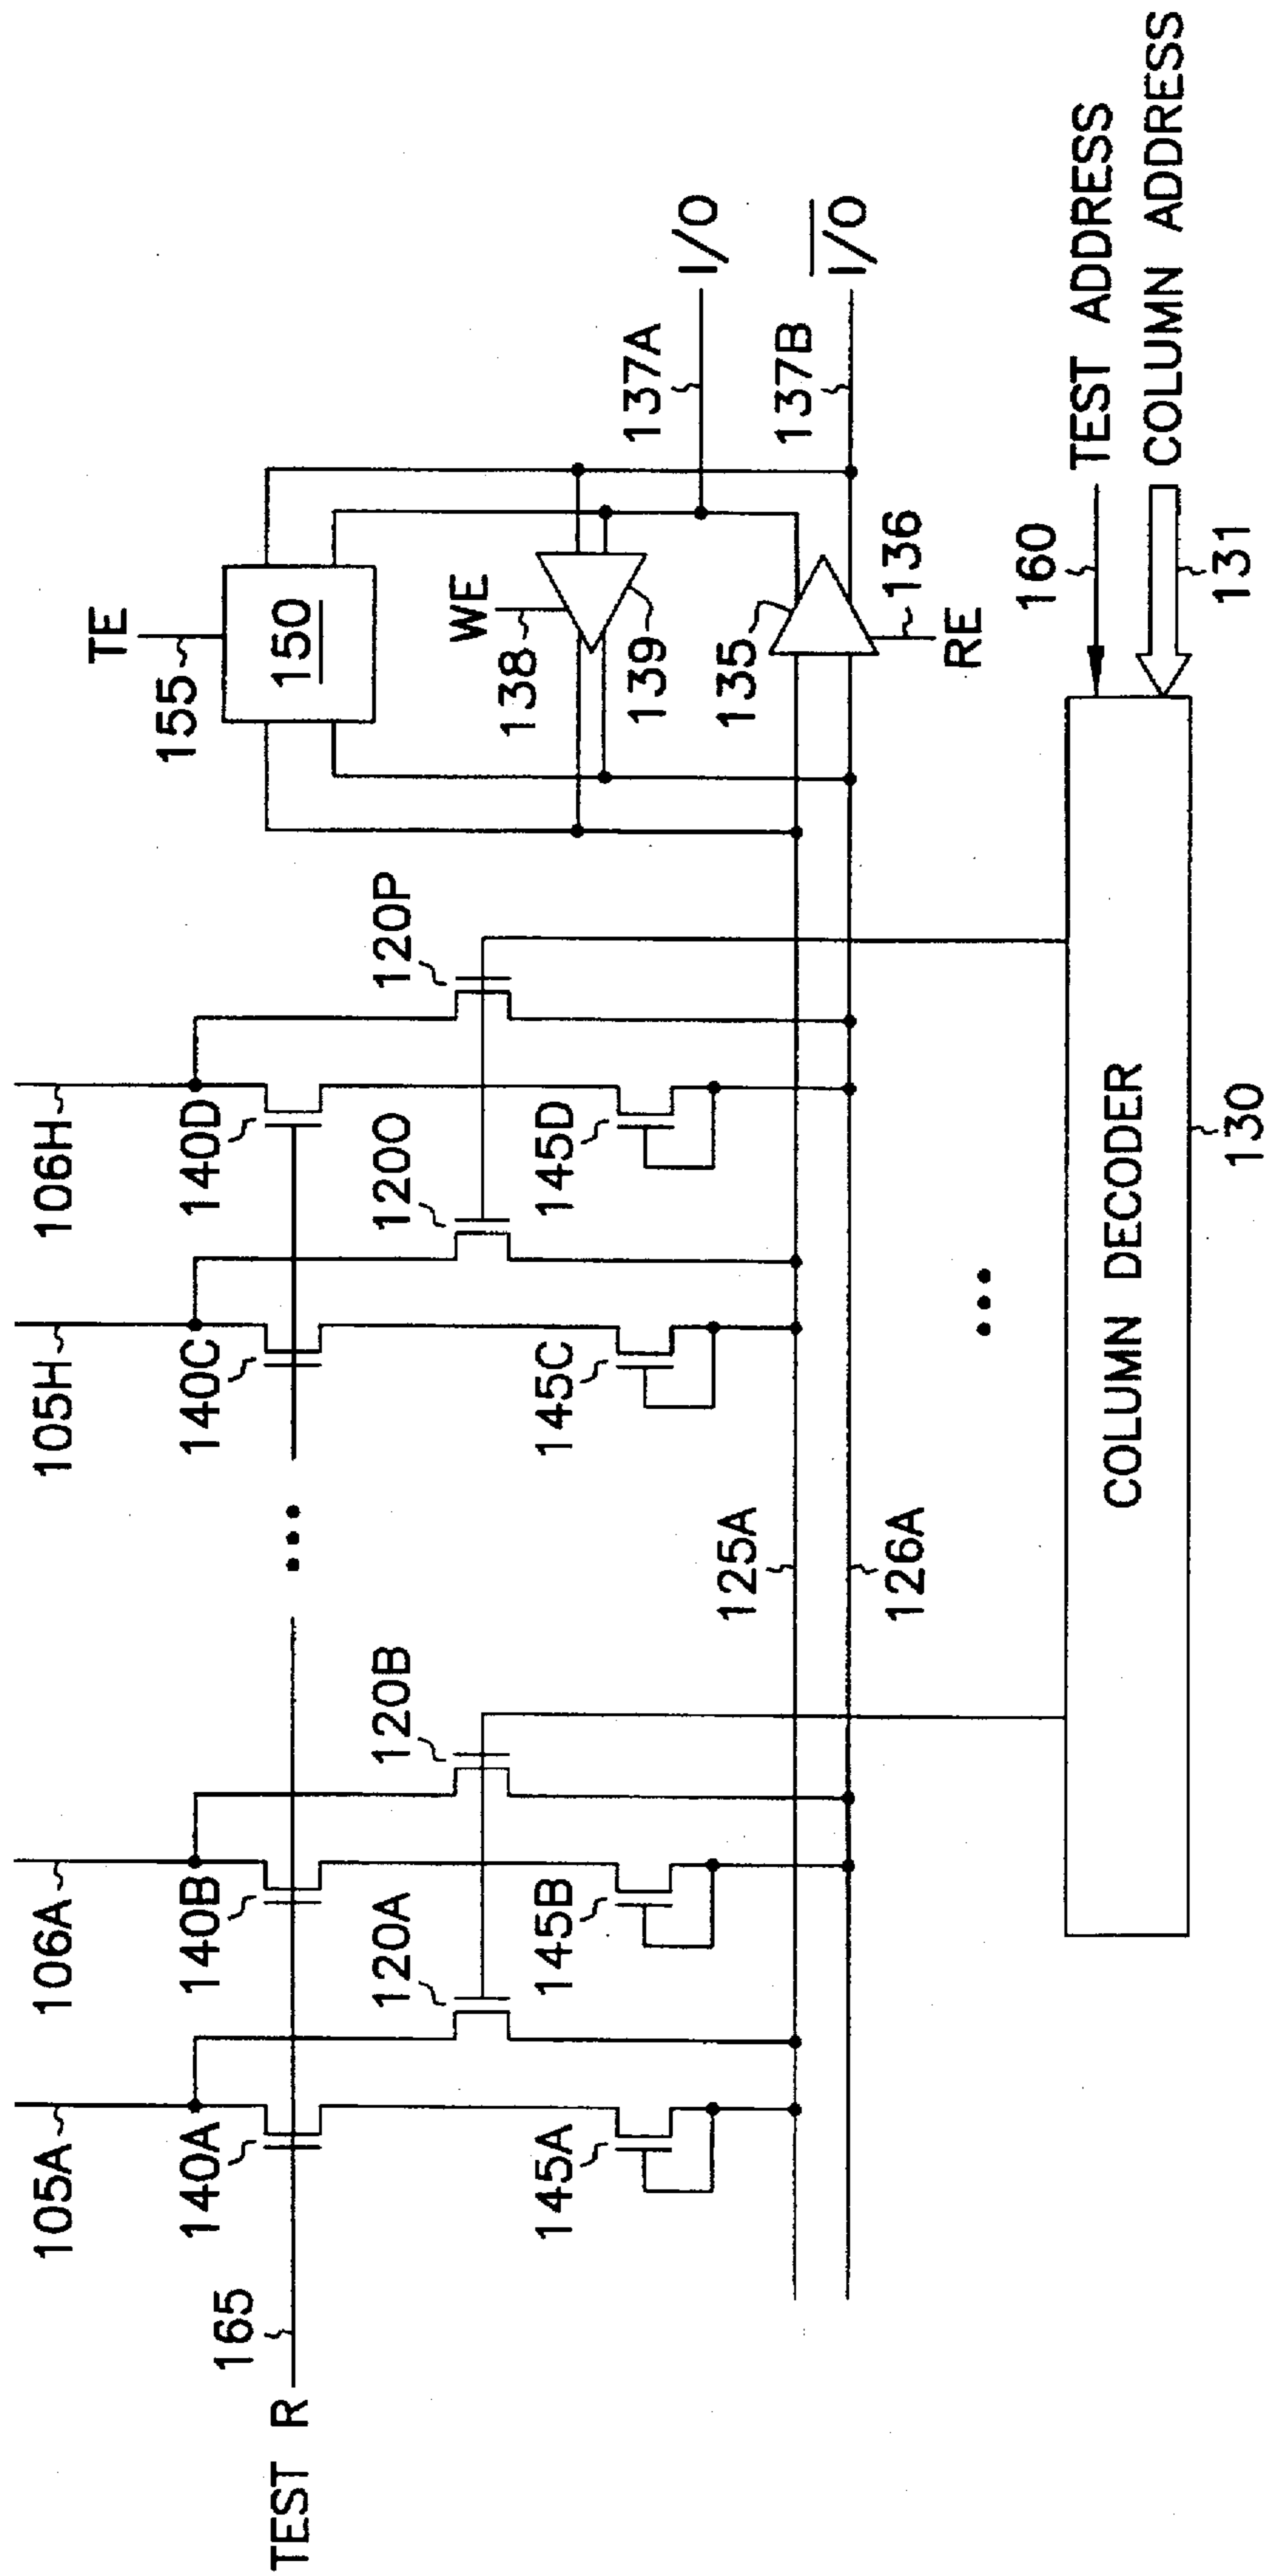 105A
106A
105H
106H
TE
155
150
165
TEST R
140A
140B
140C
140D
120A
120B
120O
120P
WE
138
139
137A
I/O
145A
145B
145C
145D
125A
126A
135
136
RE
137B
I/O
160
TEST ADDRESS
COLUMN DECODER
130
131
COLUMN ADDRESS